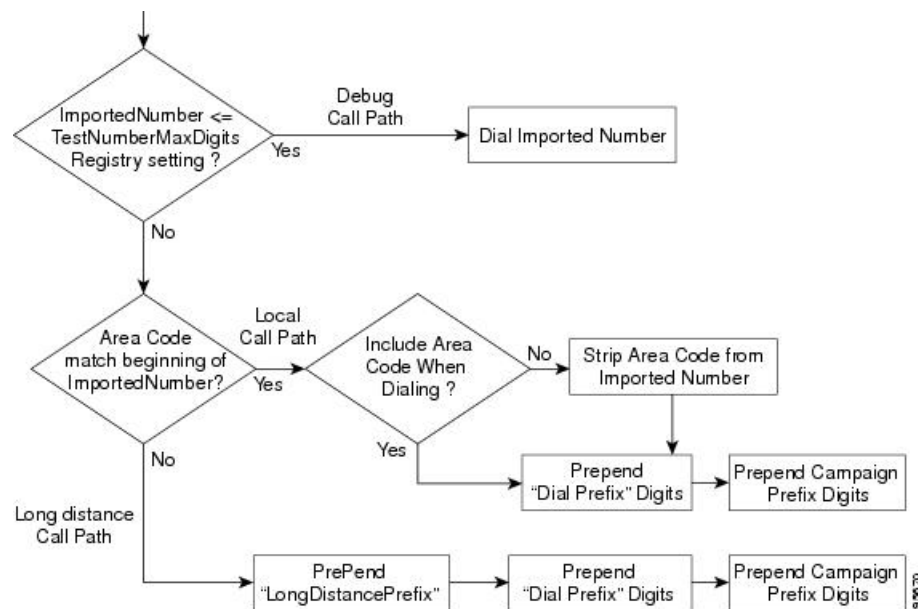 ImportedNumber <=
TestNumberMaxDigits
Registry setting ?
Debug
Call Path
Yes
Dial Imported Number
No
Area Code
match beginning of
ImportedNumber?
Local
Call Path
Yes
Include Area
Code When
Dialing ?
No
Strip Area Code from
Imported Number
Yes
Prepend
“Dial Prefix” Digits
Prepend Campaign
Prefix Digits
No
Long distance
Call Path
PrePend
“LongDistancePrefix”
Prepend
“Dial Prefix” Digits
Prepend Campaign
Prefix Digits